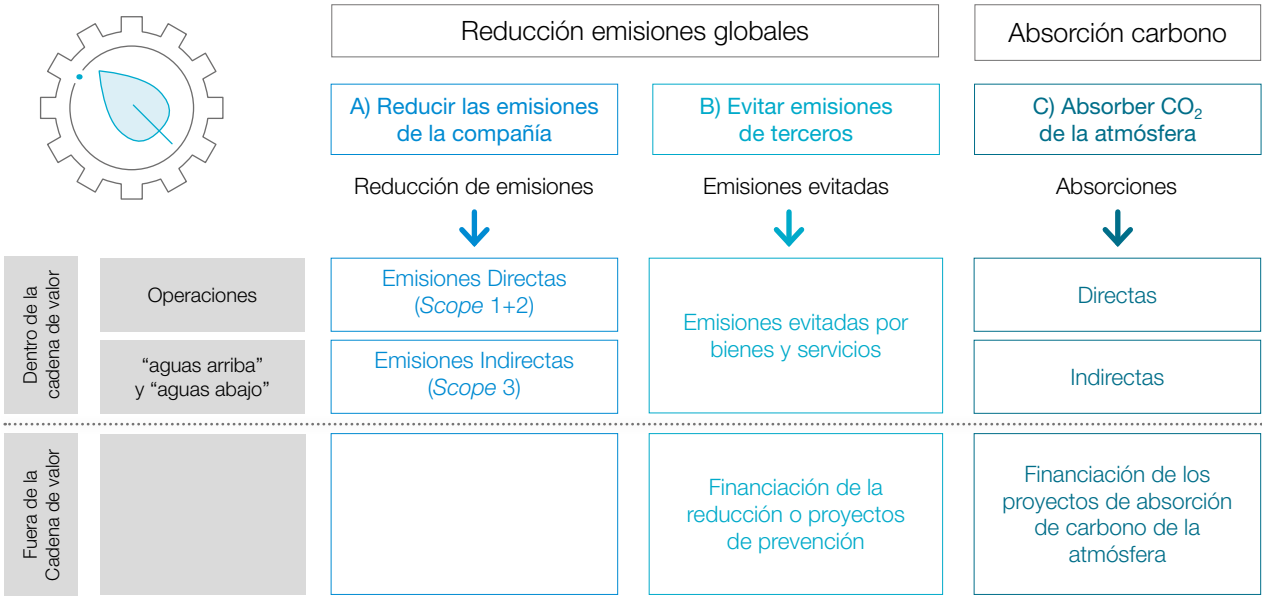 Reducción emisiones globales
Absorción carbono
A) Reducir las emisiones
de la compañía
B) Evitar emisiones
de terceros
C) Absorber CO₂
de la atmósfera
Reducción de emisiones
Emisiones evitadas
Absorciones
Dentro de la
cadena de valor
Operaciones
Emisiones Directas
(Scope 1+2)
Emisiones evitadas por
bienes y servicios
Directas
“aguas arriba”
y “aguas abajo”
Emisiones Indirectas
(Scope 3)
Indirectas
Fuera de la
Cadena de valor
Financiación de la
reducción o proyectos
de prevención
Financiación de los
proyectos de absorción
de carbono de la
atmósfera